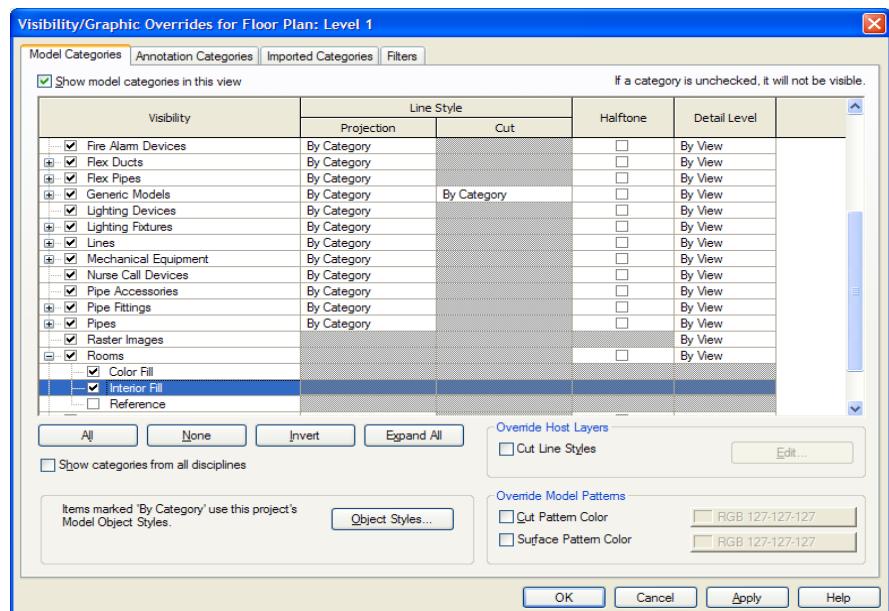 Visibility/Graphic Overrides for Floor Plan: Level 1
Model Categories Annotation Categories Imported Categories Filters
Show model categories in this view If a category is unchecked, it will not be visible.
Visibility Line Style Halftone Detail Level
Projection Cut
Fire Alarm Devices By Category By View
Flex Ducts By Category By View
Flex Pipes By Category By View
Generic Models By Category By Category By View
Lighting Devices By Category By View
Lighting Fixtures By Category By View
Lines By Category By View
Mechanical Equipment By Category By View
Nurse Call Devices By Category By View
Pipe Accessories By Category By View
Pipe Fittings By Category By View
Pipes By Category By View
Raster Images By View
Rooms By View
Color Fill
Interior Fill
Reference
All None Invert Expand All
Show categories from all disciplines
Override Host Layers
Cut Line Styles Edit...
Items marked 'By Category' use this project's
Model Object Styles.
Object Styles...
Override Model Patterns
Cut Pattern Color RGB 127-127-127
Surface Pattern Color RGB 127-127-127
OK Cancel Apply Help